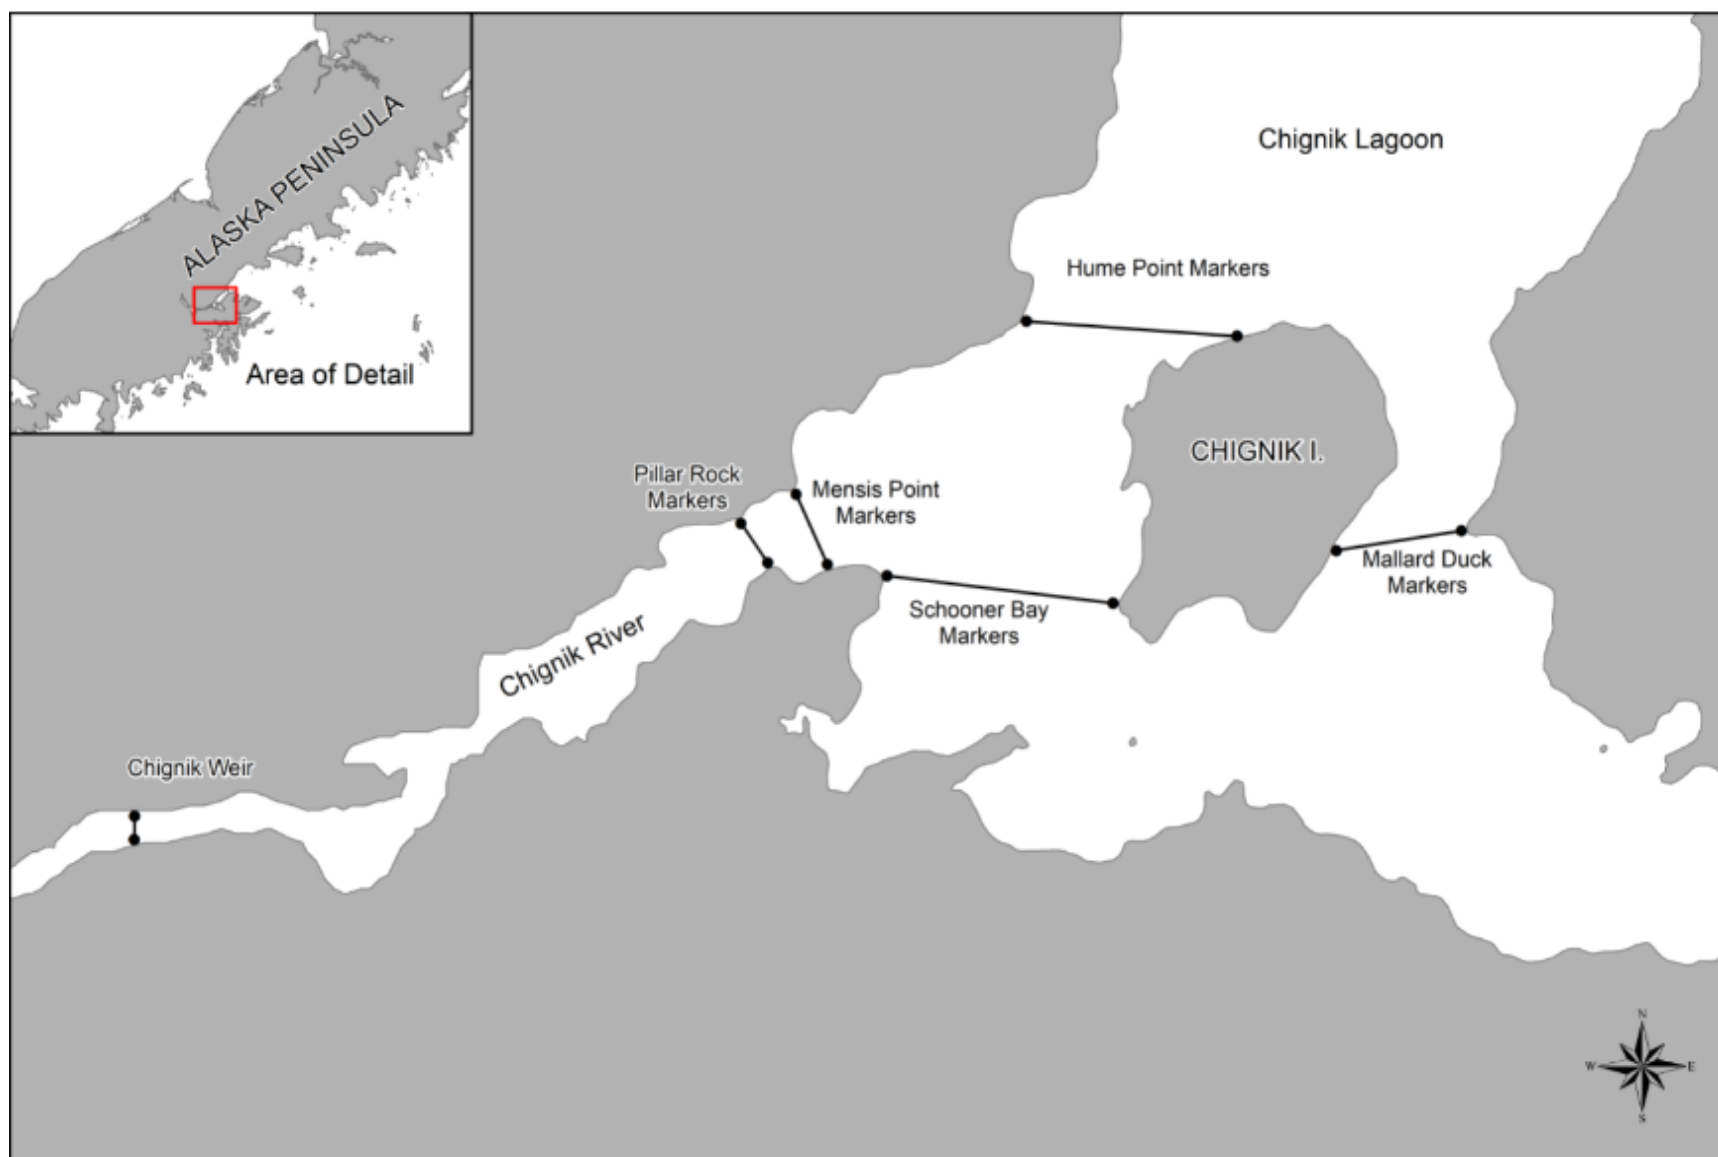 ALASKA PENINSULA
Area of Detail
Chignik Lagoon
Hume Point Markers
CHIGNIK I.
Pillar Rock
Markers
Mensis Point
Markers
Mallard Duck
Markers
Schooner Bay
Markers
Chignik River
Chignik Weir
N
W
E
S